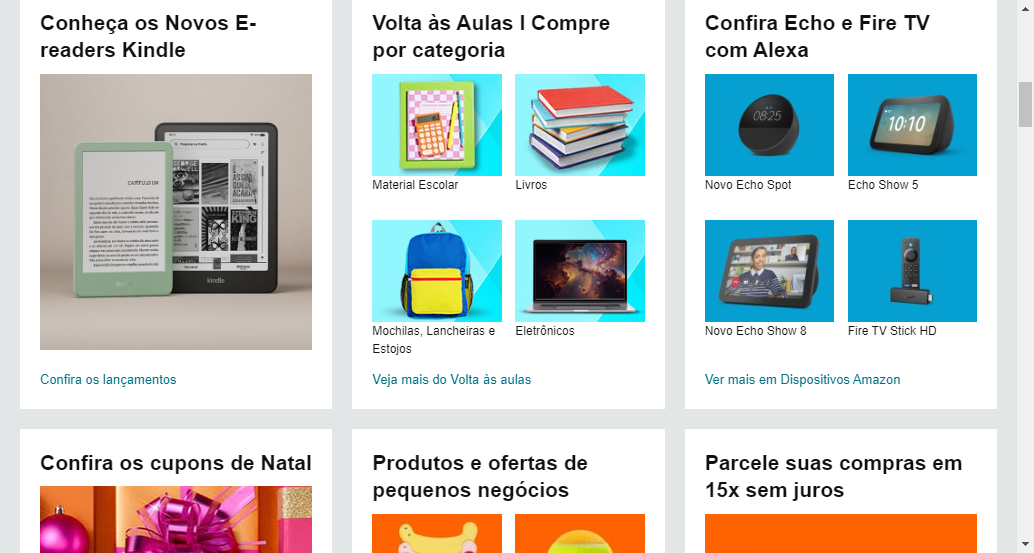 Conheça os Novos E-
readers Kindle
CAPÍTULO UM
kindle
kindle
Confira os lançamentos
Volta às Aulas I Compre
por categoria
Material Escolar
Livros
Mochilas, Lancheiras e
Estojos
Eletrônicos
Veja mais do Volta às aulas
Confira Echo e Fire TV
com Alexa
08:25
10:10
Novo Echo Spot
Echo Show 5
Novo Echo Show 8
Fire TV Stick HD
Ver mais em Dispositivos Amazon
Confira os cupons de Natal
Produtos e ofertas de
pequenos negócios
Parcele suas compras em
15x sem juros